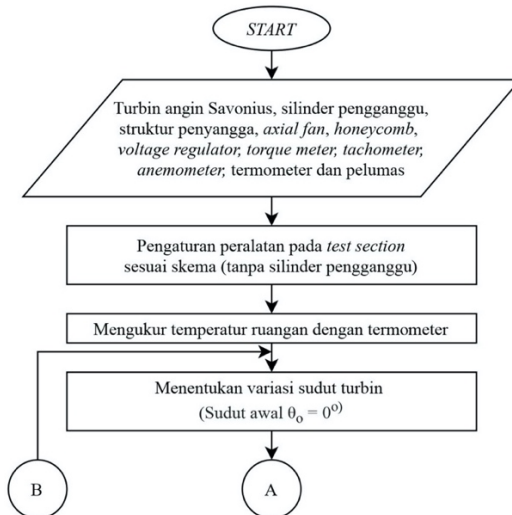 START
Turbin angin Savonius, silinder pengganggu,
struktur penyangga, axial fan, honeycomb,
voltage regulator, torque meter, tachometer,
anemometer, termometer dan pelumas
Pengaturan peralatan pada test section
sesuai skema (tanpa silinder pengganggu)
Mengukur temperatur ruangan dengan termometer
Menentukan variasi sudut turbin
(Sudut awal θₒ = 0⁰⁾
B
A